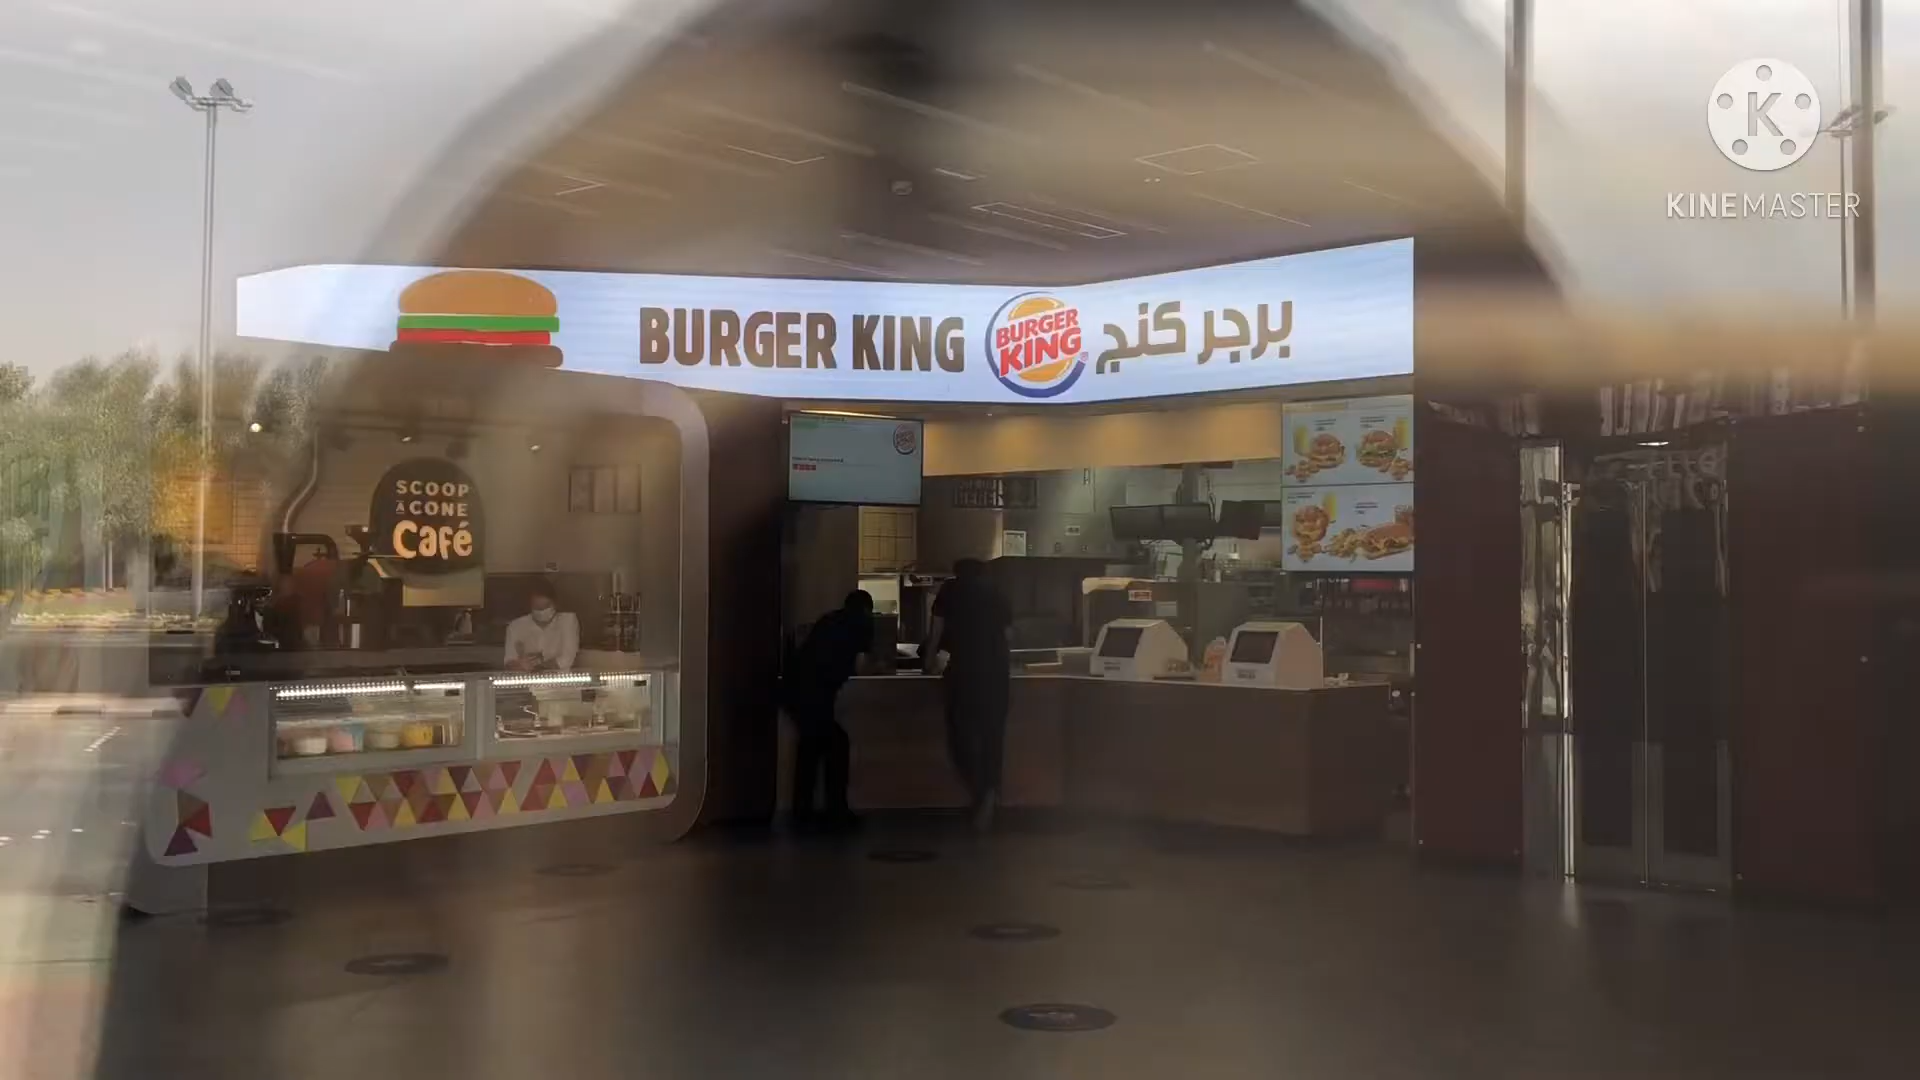 K
KINEMASTER
BURGER KING
BURGER
KING
برجر كنج
SCOOP
A CONE
Café